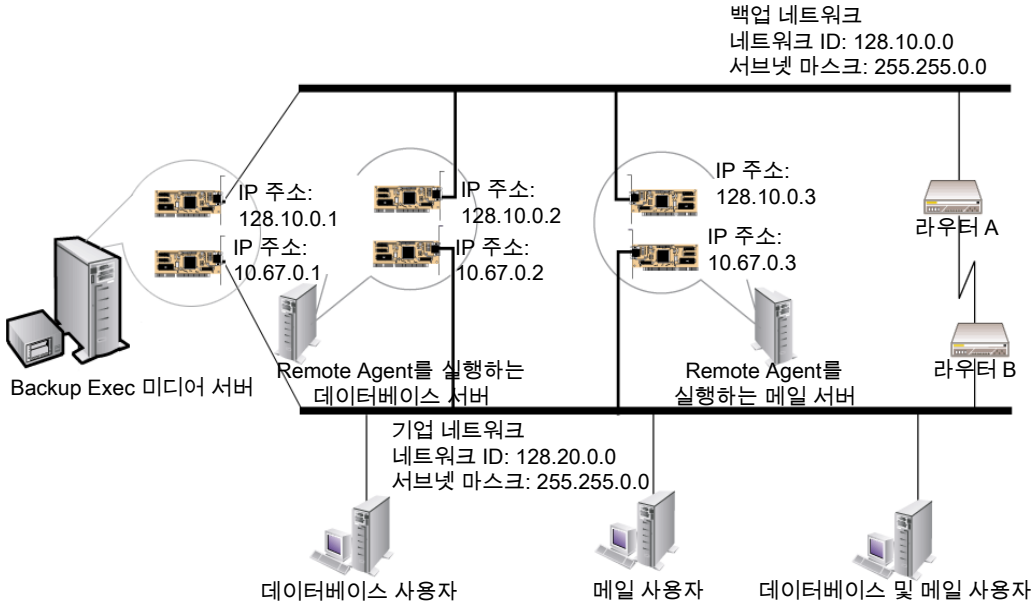 백업 네트워크
네트워크 ID: 128.10.0.0
서브넷 마스크: 255.255.0.0
IP 주소:
128.10.0.1
IP 주소:
10.67.0.1
IP 주소:
128.10.0.2
IP 주소:
10.67.0.2
IP 주소:
128.10.0.3
IP 주소:
10.67.0.3
라우터 A
라우터 B
Backup Exec 미디어 서버
Remote Agent를 실행하는
데이터베이스 서버
Remote Agent를
실행하는 메일 서버
기업 네트워크
네트워크 ID: 128.20.0.0
서브넷 마스크: 255.255.0.0
데이터베이스 사용자
메일 사용자
데이터베이스 및 메일 사용자